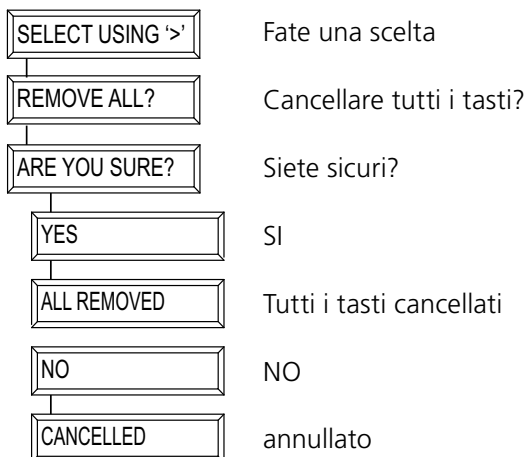 SELECT USING ‘>’ Fate una scelta
REMOVE ALL? Cancellare tutti i tasti?
ARE YOU SURE? Siete sicuri?
YES SI
ALL REMOVED Tutti i tasti cancellati
NO NO
CANCELLED annullato